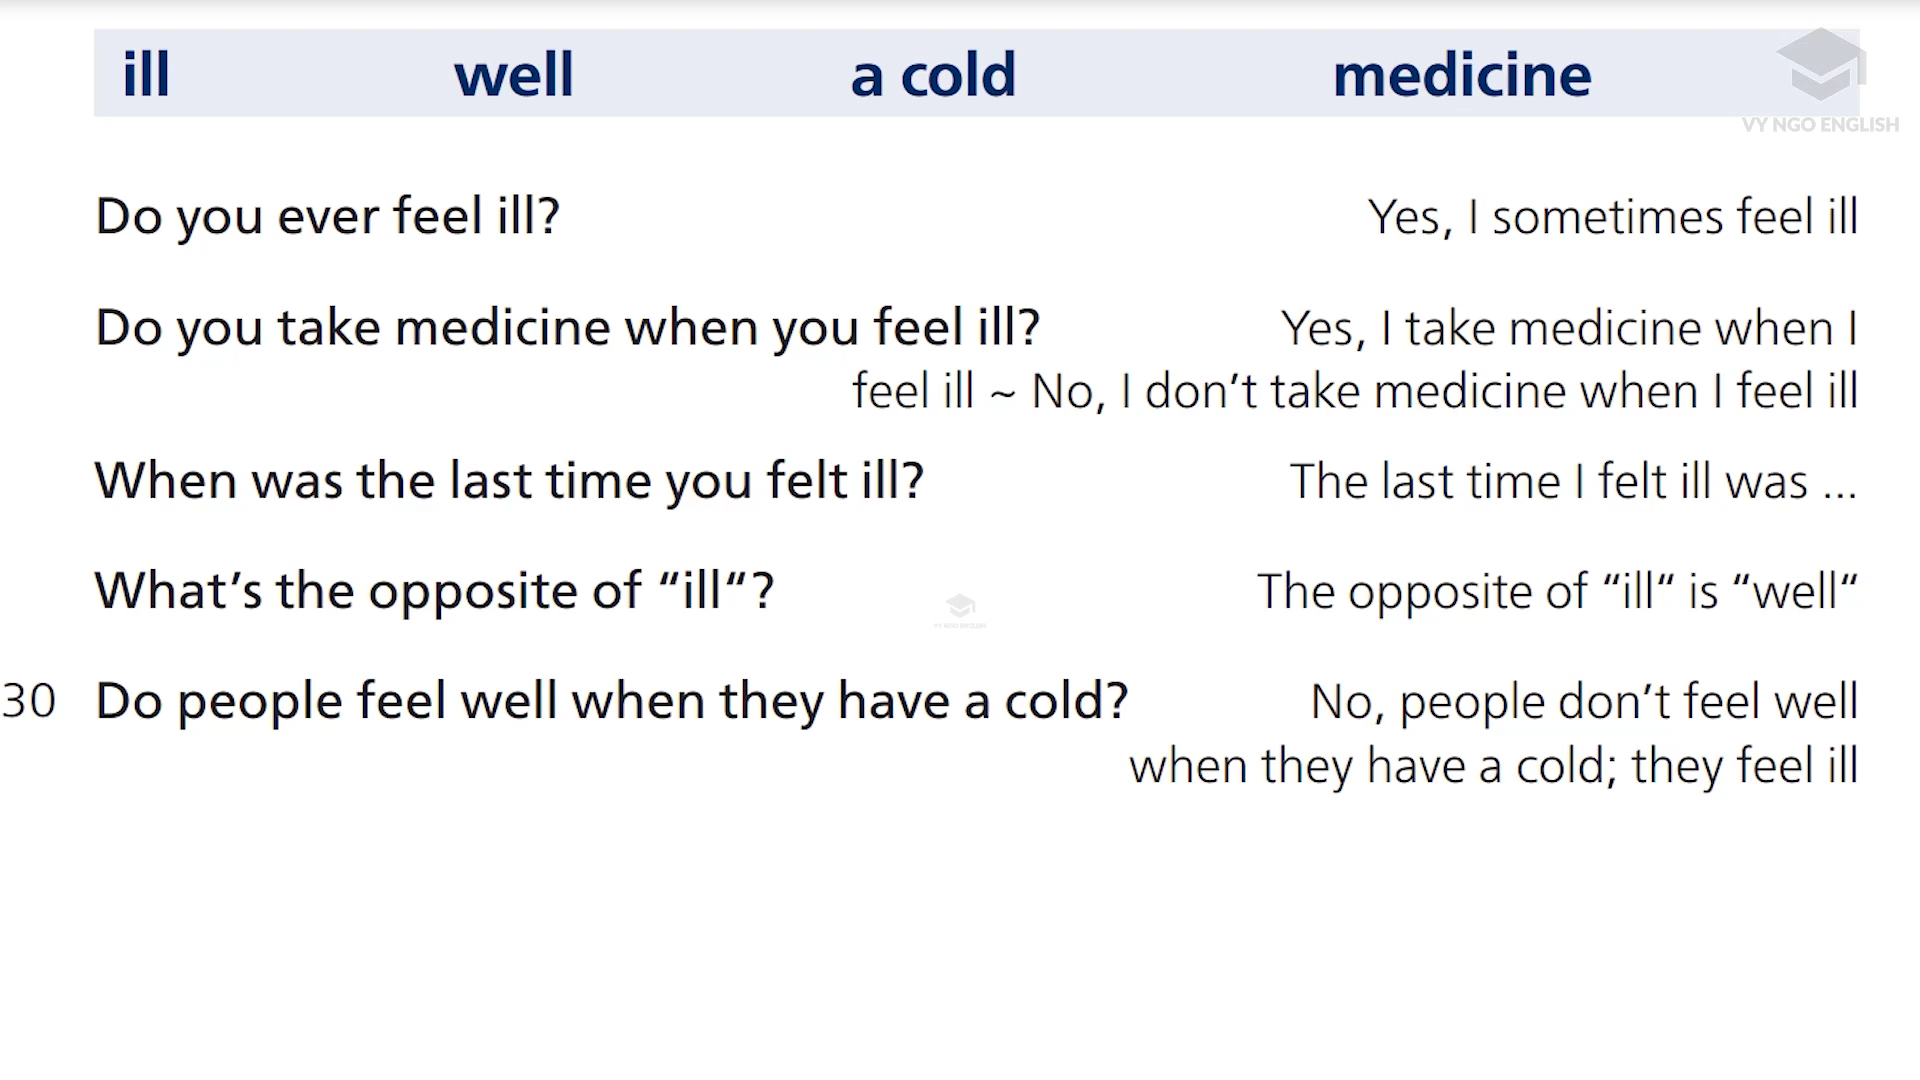 ill well a cold medicine
VY NGO ENGLISH
Do you ever feel ill? Yes, I sometimes feel ill
Do you take medicine when you feel ill? Yes, I take medicine when I
feel ill ~ No, I don’t take medicine when I feel ill
When was the last time you felt ill? The last time I felt ill was ...
What’s the opposite of “ill“? The opposite of “ill“ is “well“
VY NGO ENGLISH
30 Do people feel well when they have a cold? No, people don’t feel well
when they have a cold; they feel ill